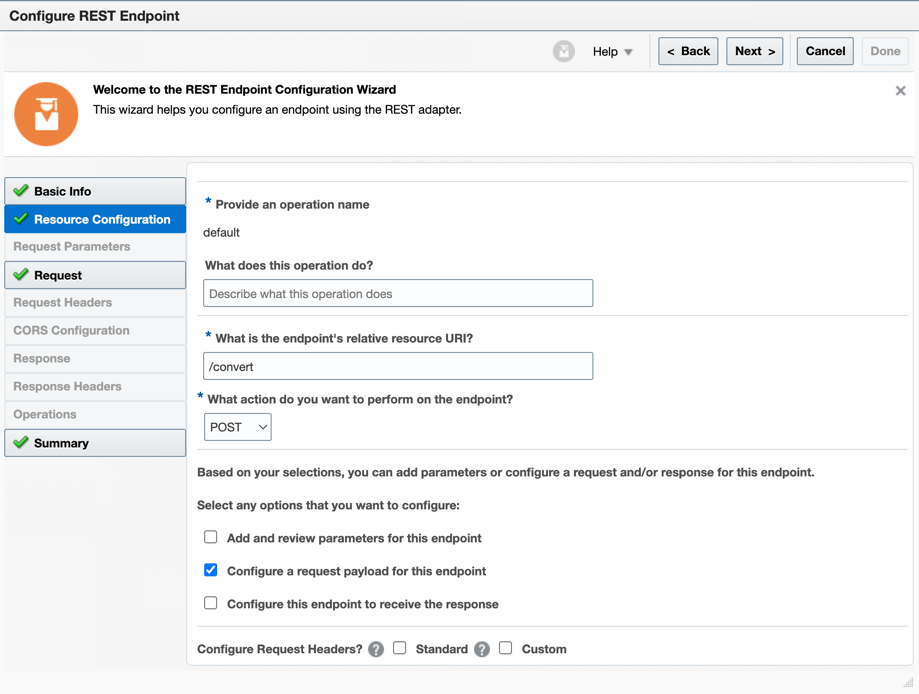 Configure REST Endpoint
Help
< Back
Next >
Cancel
Done
Welcome to the REST Endpoint Configuration Wizard
This wizard helps you configure an endpoint using the REST adapter.
Basic Info
Resource Configuration
Request Parameters
Request
Request Headers
CORS Configuration
Response
Response Headers
Operations
Summary
* Provide an operation name
default
What does this operation do?
Describe what this operation does
* What is the endpoint's relative resource URI?
/convert
* What action do you want to perform on the endpoint?
POST
Based on your selections, you can add parameters or configure a request and/or response for this endpoint.
Select any options that you want to configure:
Add and review parameters for this endpoint
Configure a request payload for this endpoint
Configure this endpoint to receive the response
Configure Request Headers? ? Standard ? Custom